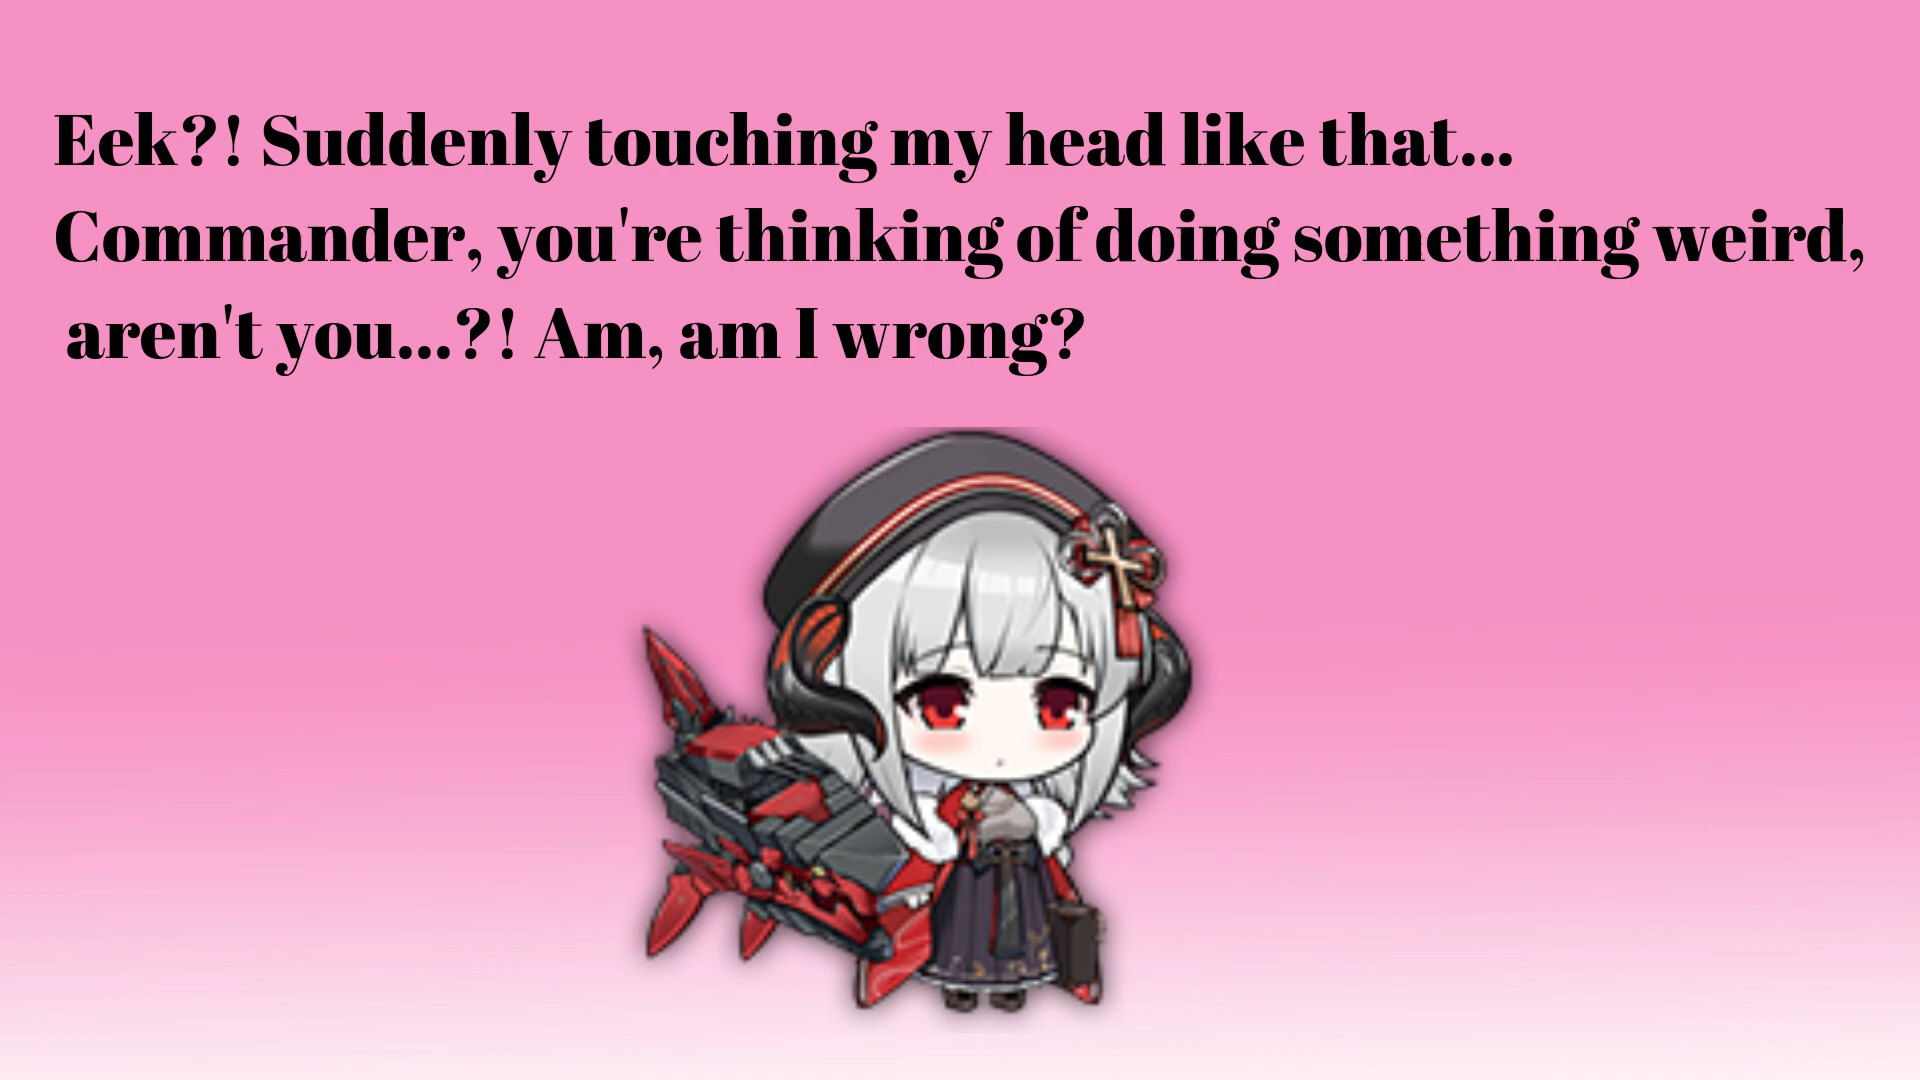 Eek?! Suddenly touching my head like that...
Commander, you're thinking of doing something weird,
aren't you...?! Am, am I wrong?